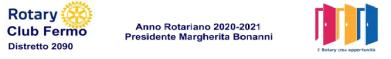 Rotary
Club Fermo
Distretto 2090
Anno Rotariano 2020-2021
Presidente Margherita Bonanni
Il Rotary crea opportunità